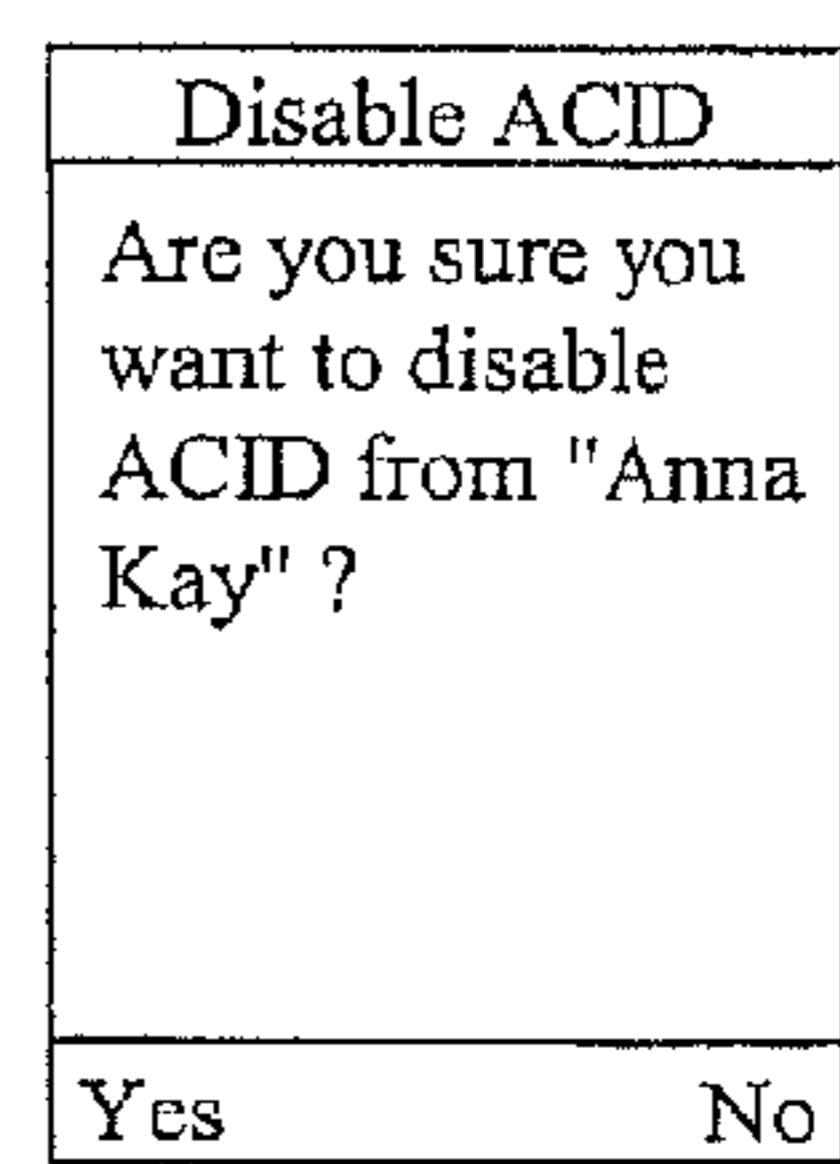 Disable ACID
Are you sure you
want to disable
ACID from "Anna
Kay" ?
Yes No